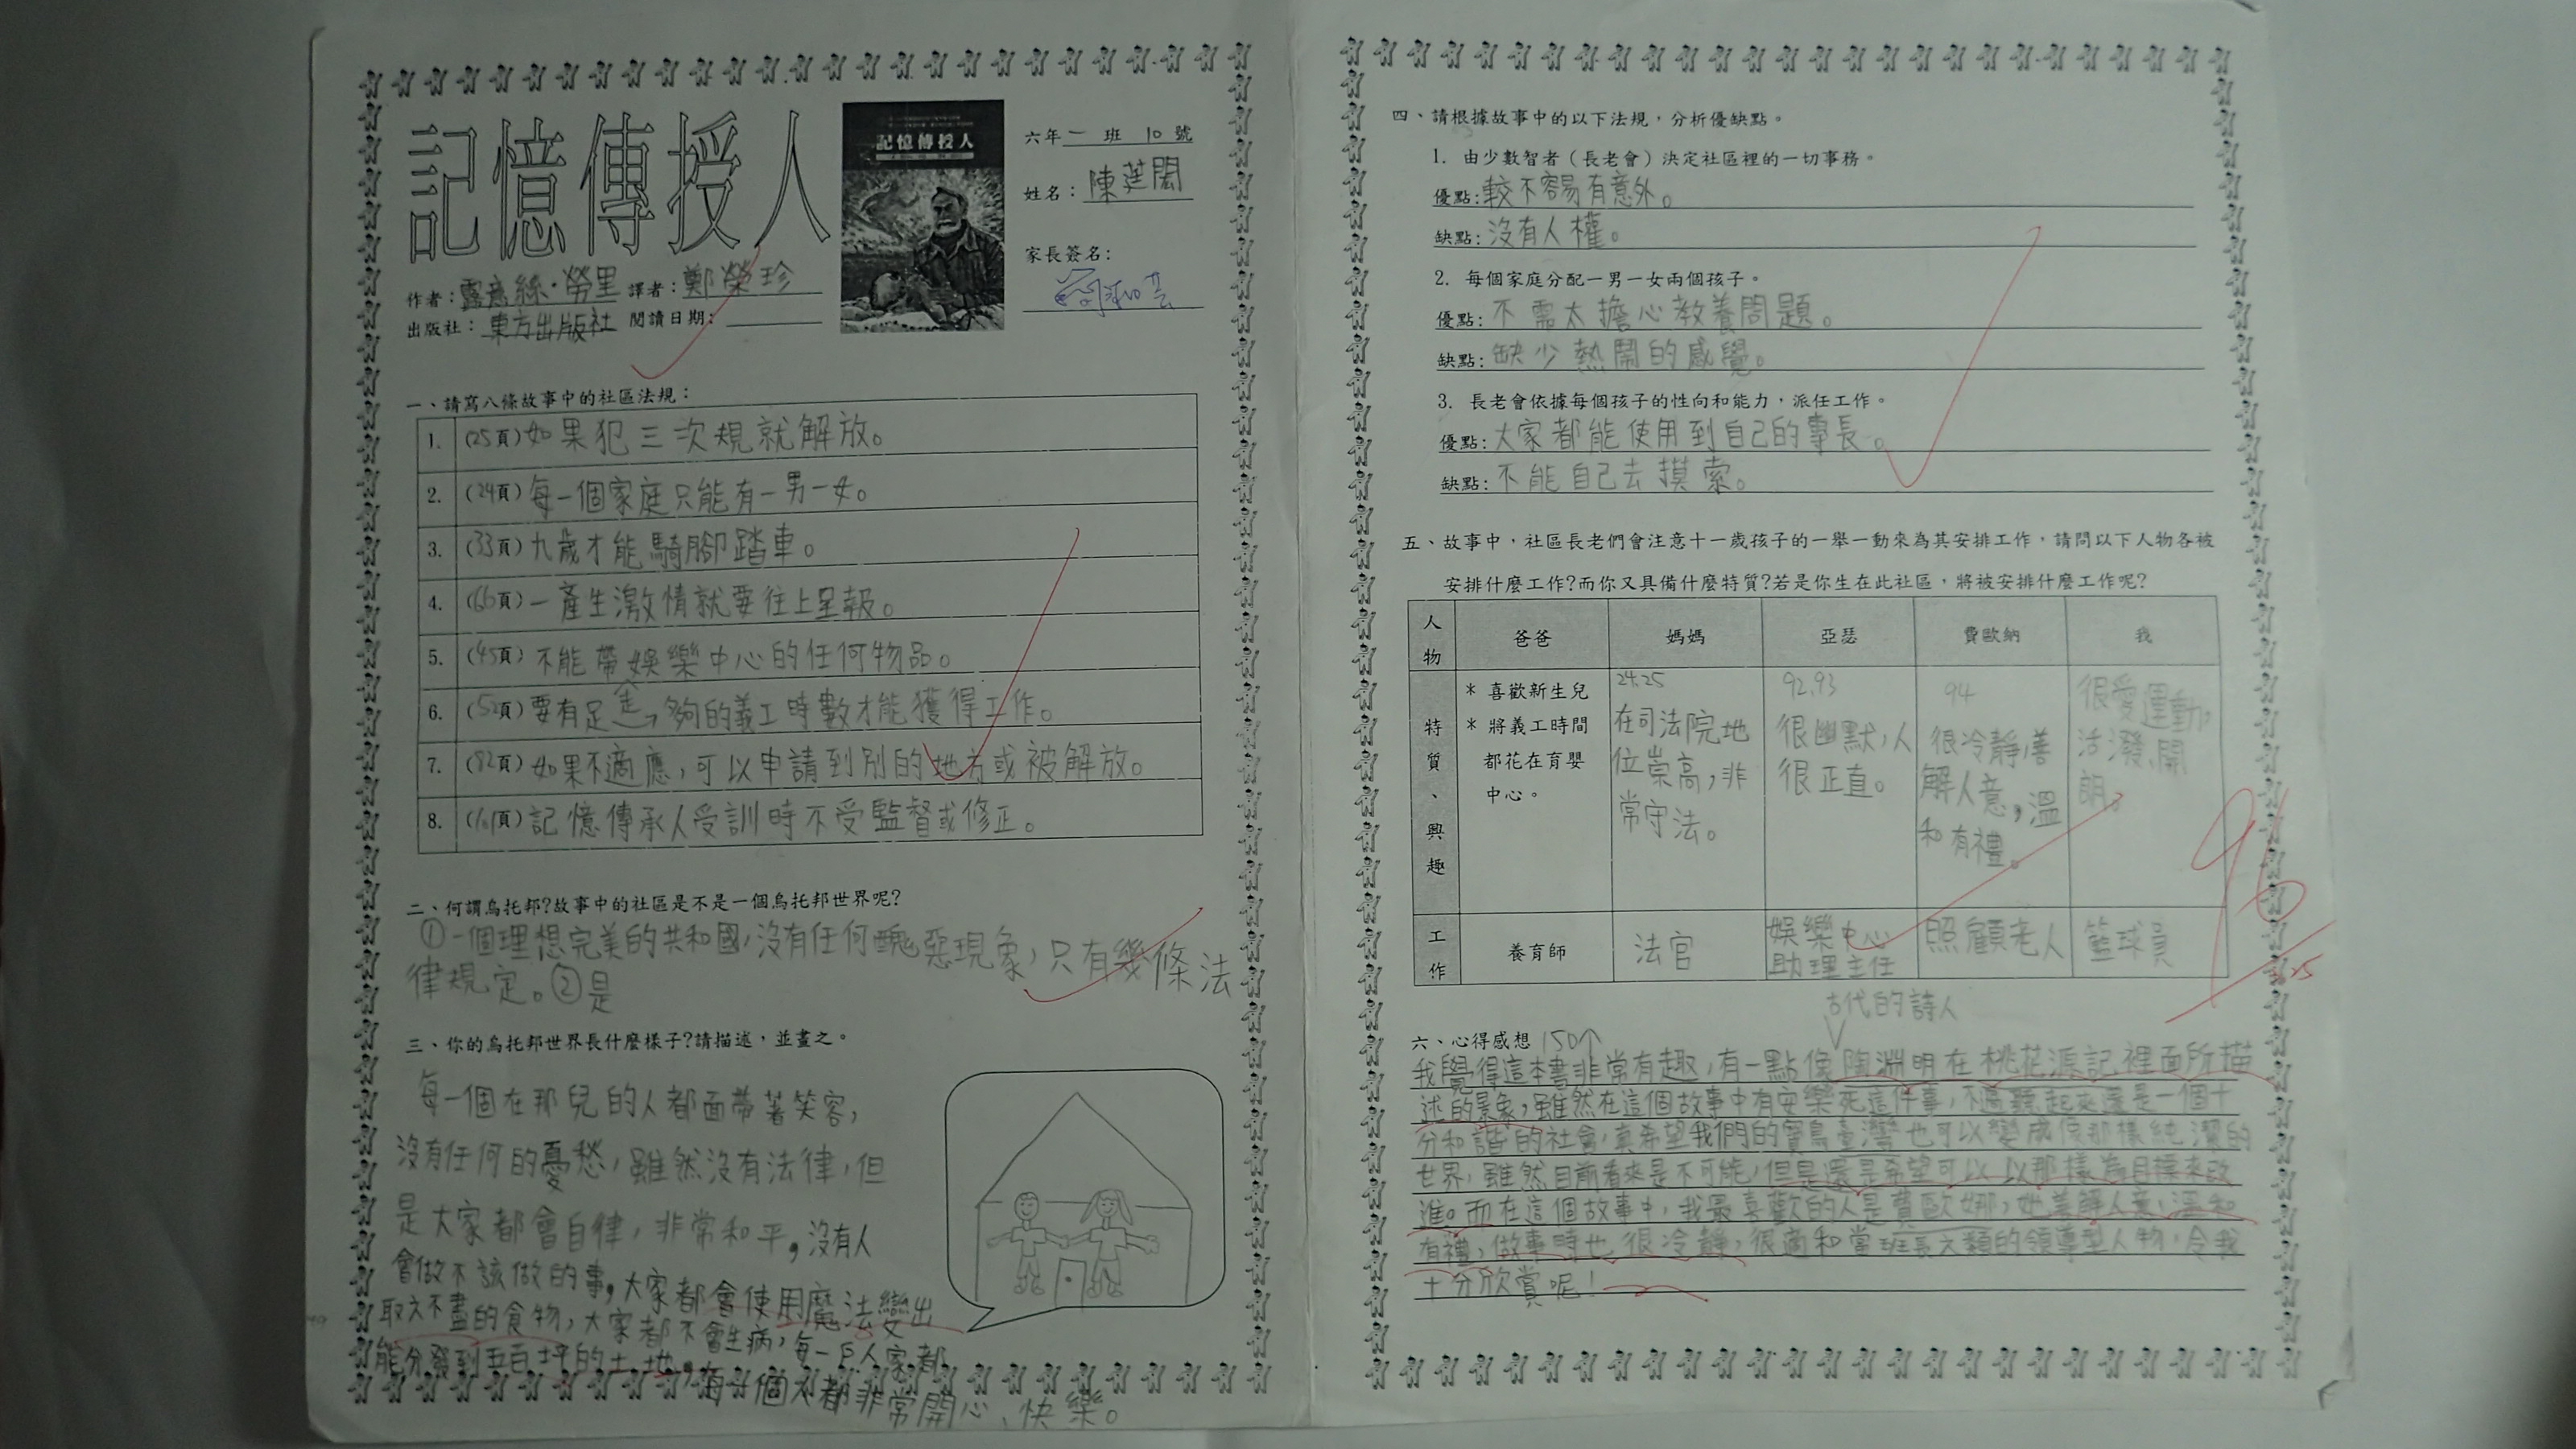 記憶傳授人
記憶傳授人
六年一班 10 號
姓名：陳莛閎
家長簽名：
作者：露意絲·勞里 譯者：鄭榮珍
出版社：東方出版社 閱讀日期：
一、請寫八條故事中的社區法規：
1. (25頁)如果犯三次規就解放。
2. (24頁)每一個家庭只能有一男一女。
3. (33頁)九歲才能騎腳踏車。
4. (66頁)一產生激情就要往上呈報。
5. (45頁)不能帶娛樂中心的任何物品。
6. (52頁)要有足夠的義工時數才能獲得工作。
7. (82頁)如果不適應，可以申請到別的地方或被解放。
8. 記憶傳承人受訓時不受監督或修正。
二、何謂烏托邦?故事中的社區是不是一個烏托邦世界呢?
①一個理想完美的共和國，沒有任何醜惡現象，只有幾條法
律規定。②是
三、你的烏托邦世界長什麼樣子?請描述，並畫之。
每一個在那兒的人都面帶著笑容，
沒有任何的憂愁，雖然沒有法律，但
是大家都會自律，非常和平，沒有人
會做不該做的事，大家都會使用魔法變出
取之不盡的食物，大家都不會生病，每一戶人家都
能分發到五百坪的土地，
每一個人都非常開心、快樂。
四、請根據故事中的以下法規，分析優缺點。
1. 由少數智者（長老會）決定社區裡的一切事務。
優點:較不容易有意外。
缺點:沒有人權。
2. 每個家庭分配一男一女兩個孩子。
優點:不需太擔心教養問題。
缺點:缺少熱鬧的感覺。
3. 長老會依據每個孩子的性向和能力，派任工作。
優點:大家都能使用到自己的專長。
缺點:不能自己去摸索。
五、故事中，社區長老們會注意十一歲孩子的一舉一動來為其安排工作，請問以下人物各被
安排什麼工作?而你又具備什麼特質?若是你生在此社區，將被安排什麼工作呢?
人物 爸爸 媽媽 亞瑟 費歐納 我
特質、興趣
* 喜歡新生兒
* 將義工時間
都花在育嬰
中心。
24.25
在司法院地
位崇高，非
常守法。
92.93
很幽默，人
很正直。
94
很冷靜，善
解人意，溫
和有禮。
很愛運動，
活潑、開
朗。
工作 養育師 法官 娛樂中心 照顧老人 籃球員
助理主任
96
六、心得感想 150↑
古代的詩人
我覺得這本書非常有趣，有一點像陶淵明在桃花源記裡面所描
述的景象，雖然在這個故事中有安樂死這件事，不過聽起來還是一個十
分和諧的社會，真希望我們的寶島臺灣也可以變成像那樣純潔的
世界，雖然目前看來是不可能，但是還是希望可以以那樣為目標來改
進。而在這個故事中，我最喜歡的人是費歐娜，她善解人意，溫和
有禮，做事時也很冷靜，很適和當班長之類的領導型人物，令我
十分欣賞呢！